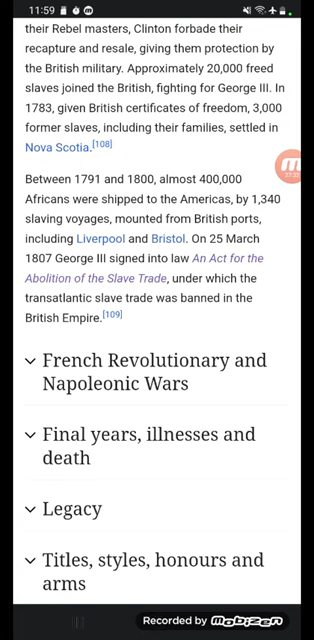 11:59
their Rebel masters, Clinton forbade their
recapture and resale, giving them protection by
the British military. Approximately 20,000 freed
slaves joined the British, fighting for George III. In
1783, given British certificates of freedom, 3,000
former slaves, including their families, settled in
Nova Scotia.[108]
Between 1791 and 1800, almost 400,000
Africans were shipped to the Americas, by 1,340
slaving voyages, mounted from British ports,
including Liverpool and Bristol. On 25 March
1807 George III signed into law An Act for the
Abolition of the Slave Trade, under which the
transatlantic slave trade was banned in the
British Empire.[109]
French Revolutionary and
Napoleonic Wars
Final years, illnesses and
death
Legacy
Titles, styles, honours and
arms
Recorded by mobizen